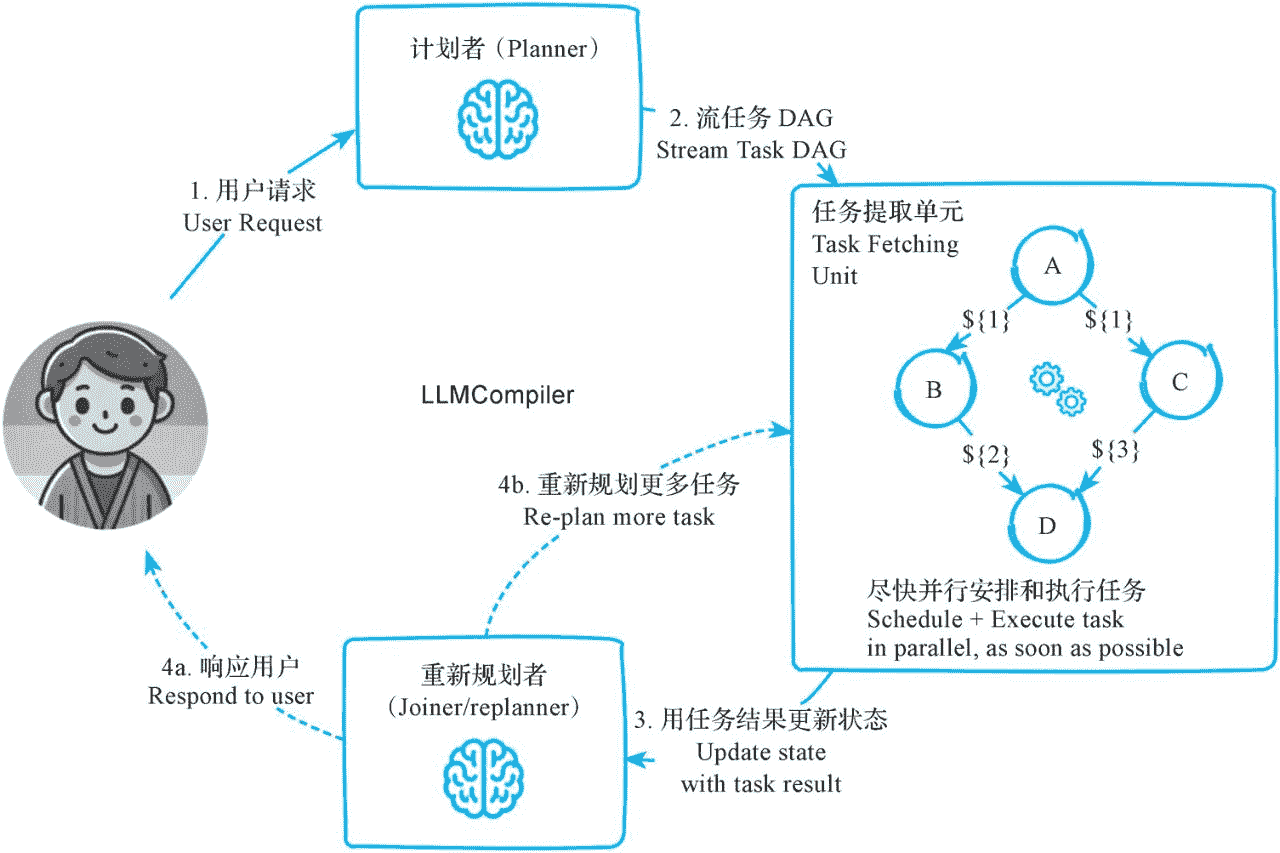 计划者（Planner）
2. 流任务 DAG
Stream Task DAG
1. 用户请求
User Request
任务提取单元
Task Fetching
Unit
A
${1}
${1}
B
C
${2}
${3}
D
尽快并行安排和执行任务
Schedule + Execute task
in parallel, as soon as possible
LLMCompiler
4b. 重新规划更多任务
Re-plan more task
4a. 响应用户
Respond to user
重新规划者
（Joiner/replanner）
3. 用任务结果更新状态
Update state
with task result